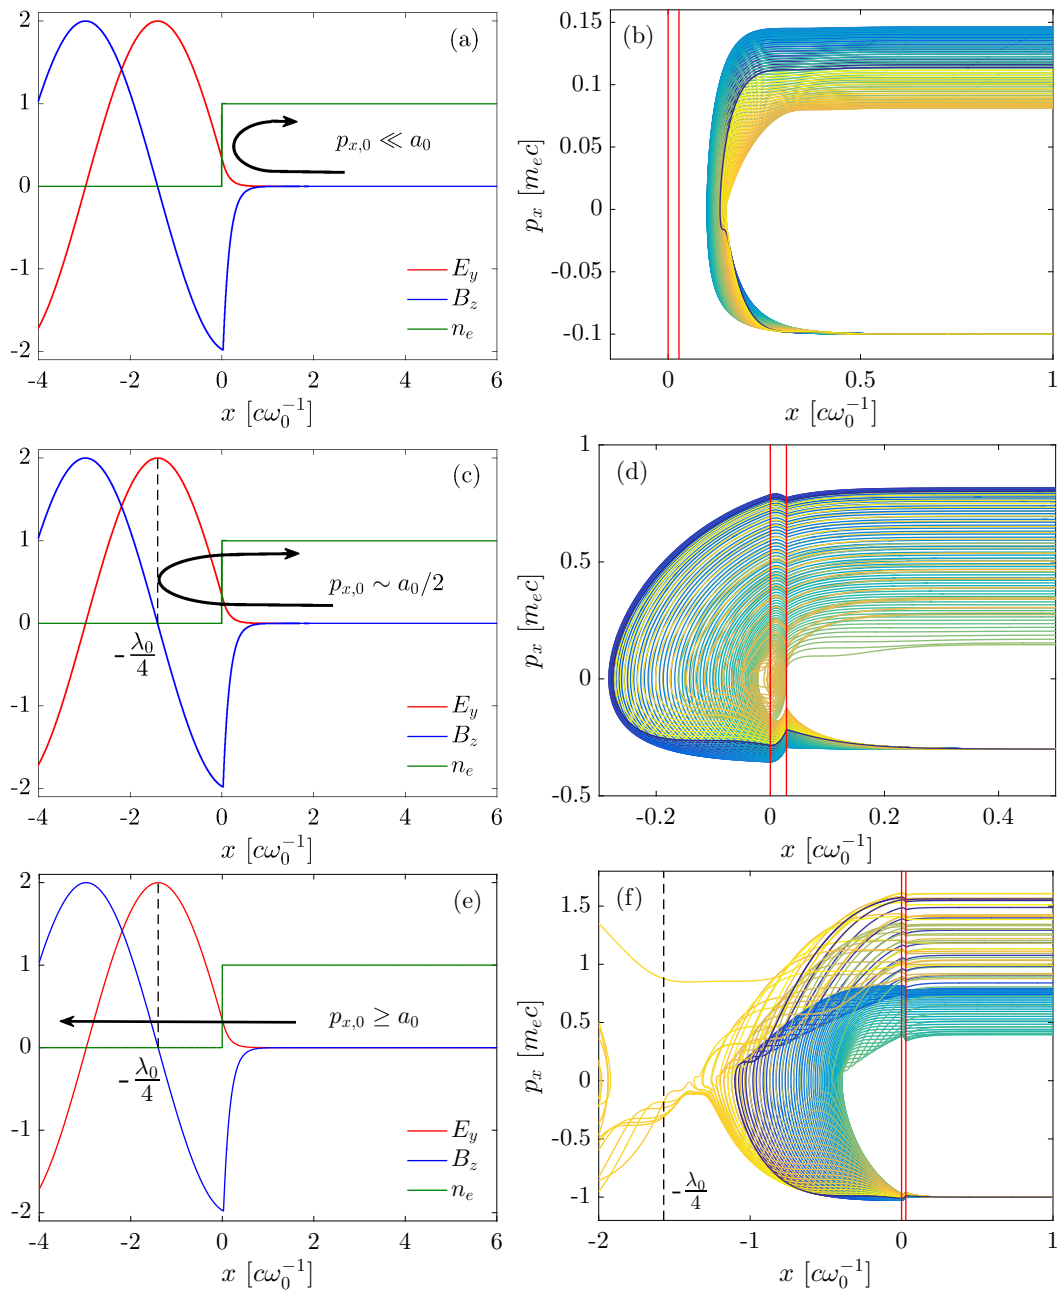 (a)
2
1
0
-1
-2
p_{x,0} ≪ a_0
E_y
B_z
n_e
-4 -2 0 2 4 6
x [cω_0^{-1}]
(b)
p_x [m_e c]
0.15
0.1
0.05
0
-0.05
-0.1
0 0.5 1
x [cω_0^{-1}]
(c)
2
1
0
-1
-2
p_{x,0} ∼ a_0/2
-λ_0/4
E_y
B_z
n_e
-4 -2 0 2 4 6
x [cω_0^{-1}]
(d)
p_x [m_e c]
1
0.5
0
-0.5
-0.2 0 0.2 0.4
x [cω_0^{-1}]
(e)
2
1
0
-1
-2
p_{x,0} ≥ a_0
-λ_0/4
E_y
B_z
n_e
-4 -2 0 2 4 6
x [cω_0^{-1}]
(f)
p_x [m_e c]
1.5
1
0.5
0
-0.5
-1
-λ_0/4
-2 -1 0 1
x [cω_0^{-1}]